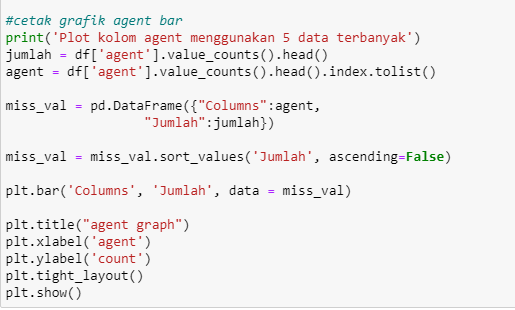 #cetak grafik agent bar
print('Plot kolom agent menggunakan 5 data terbanyak')
jumlah = df['agent'].value_counts().head()
agent = df['agent'].value_counts().head().index.tolist()
miss_val = pd.DataFrame({"Columns":agent,
"Jumlah":jumlah})
miss_val = miss_val.sort_values('Jumlah', ascending=False)
plt.bar('Columns', 'Jumlah', data = miss_val)
plt.title("agent graph")
plt.xlabel('agent')
plt.ylabel('count')
plt.tight_layout()
plt.show()